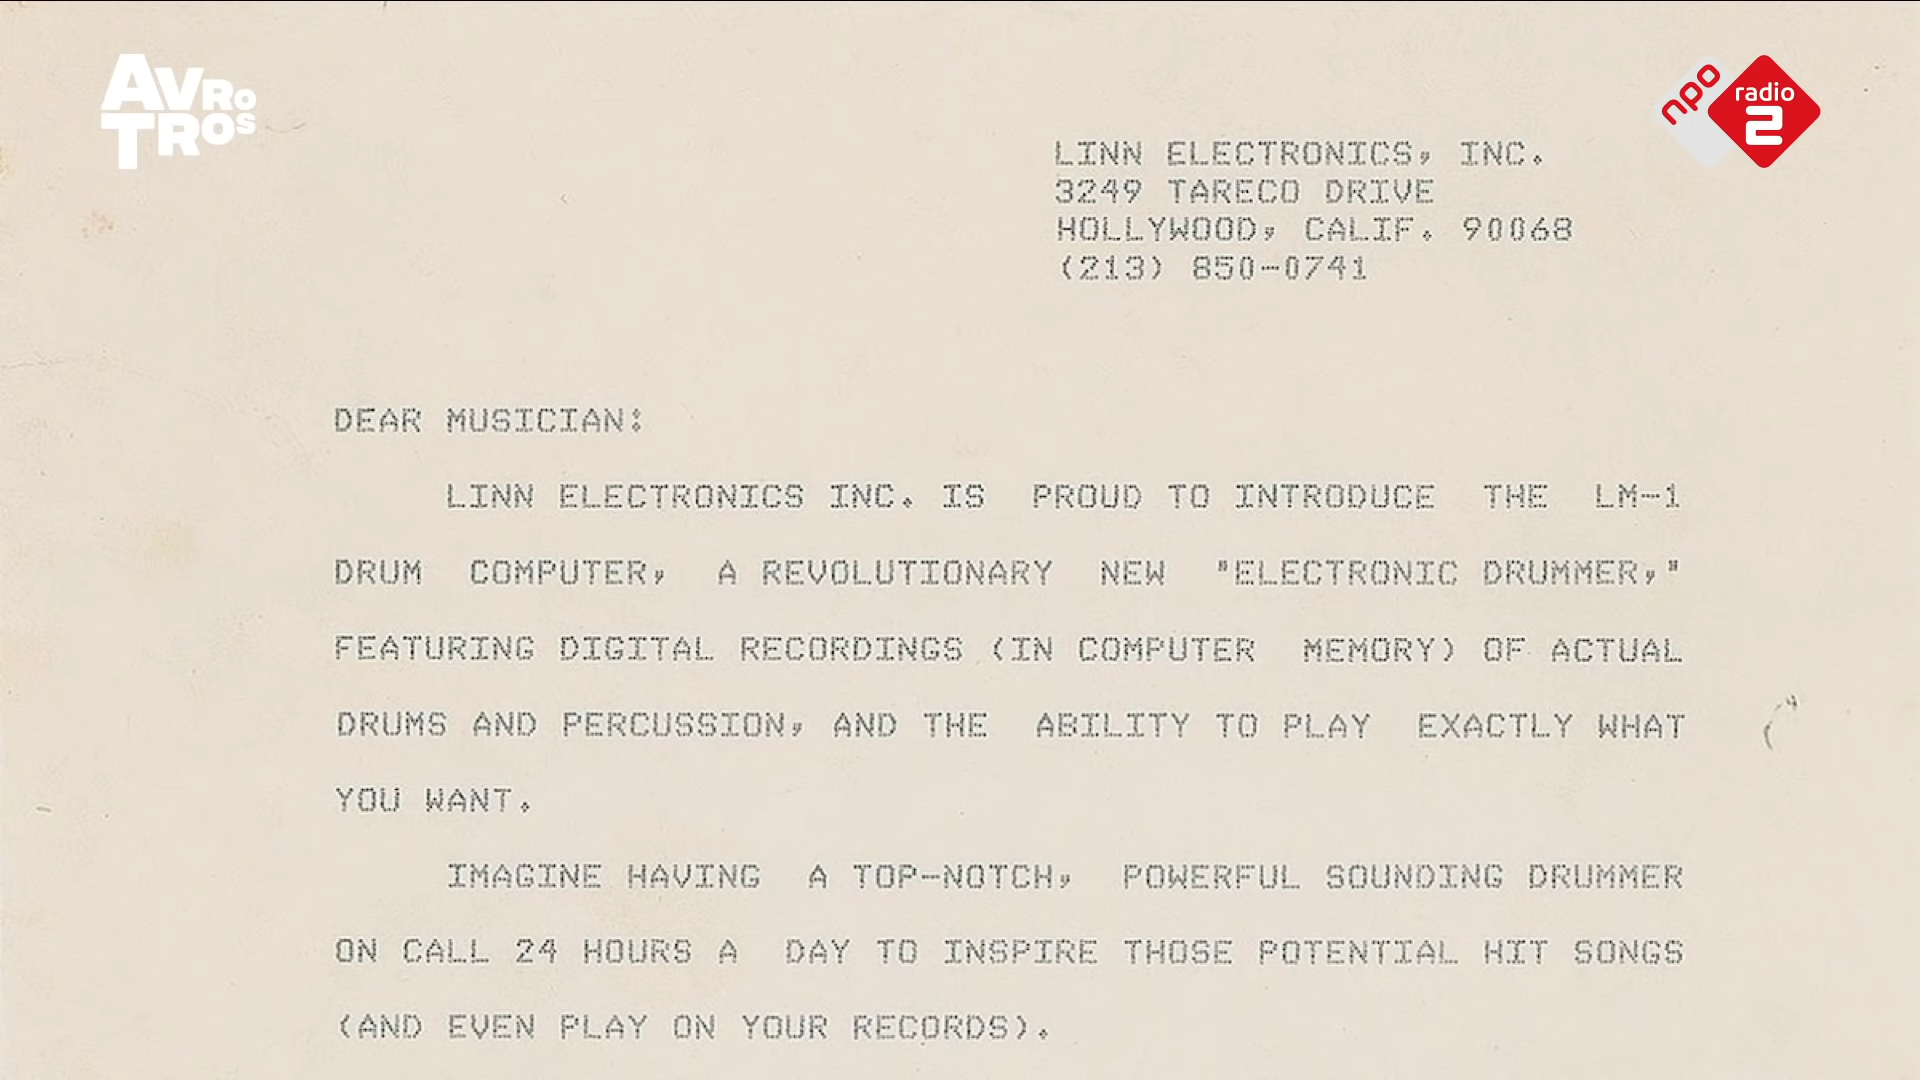 AVROTROS
npo radio 2
LINN ELECTRONICS, INC.
3249 TARECO DRIVE
HOLLYWOOD, CALIF. 90068
(213) 850-0741
DEAR MUSICIAN:
LINN ELECTRONICS INC. IS PROUD TO INTRODUCE THE LM-1
DRUM COMPUTER, A REVOLUTIONARY NEW "ELECTRONIC DRUMMER,"
FEATURING DIGITAL RECORDINGS (IN COMPUTER MEMORY) OF ACTUAL
DRUMS AND PERCUSSION, AND THE ABILITY TO PLAY EXACTLY WHAT
YOU WANT.
IMAGINE HAVING A TOP-NOTCH, POWERFUL SOUNDING DRUMMER
ON CALL 24 HOURS A DAY TO INSPIRE THOSE POTENTIAL HIT SONGS
(AND EVEN PLAY ON YOUR RECORDS).